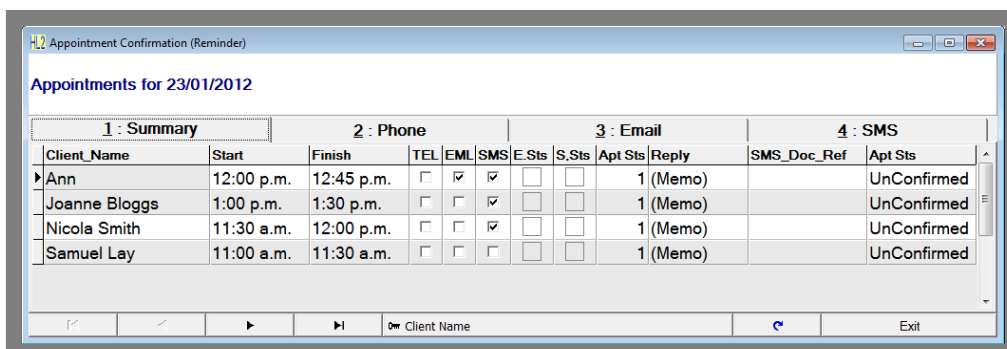 HL2 Appointment Confirmation (Reminder)
Appointments for 23/01/2012
1 : Summary 2 : Phone 3 : Email 4 : SMS
Client_Name Start Finish TEL EML SMS E.Sts S,Sts Apt Sts Reply SMS_Doc_Ref Apt Sts
Ann 12:00 p.m. 12:45 p.m. 1 (Memo) UnConfirmed
Joanne Bloggs 1:00 p.m. 1:30 p.m. 1 (Memo) UnConfirmed
Nicola Smith 11:30 a.m. 12:00 p.m. 1 (Memo) UnConfirmed
Samuel Lay 11:00 a.m. 11:30 a.m. 1 (Memo) UnConfirmed
Client Name Exit